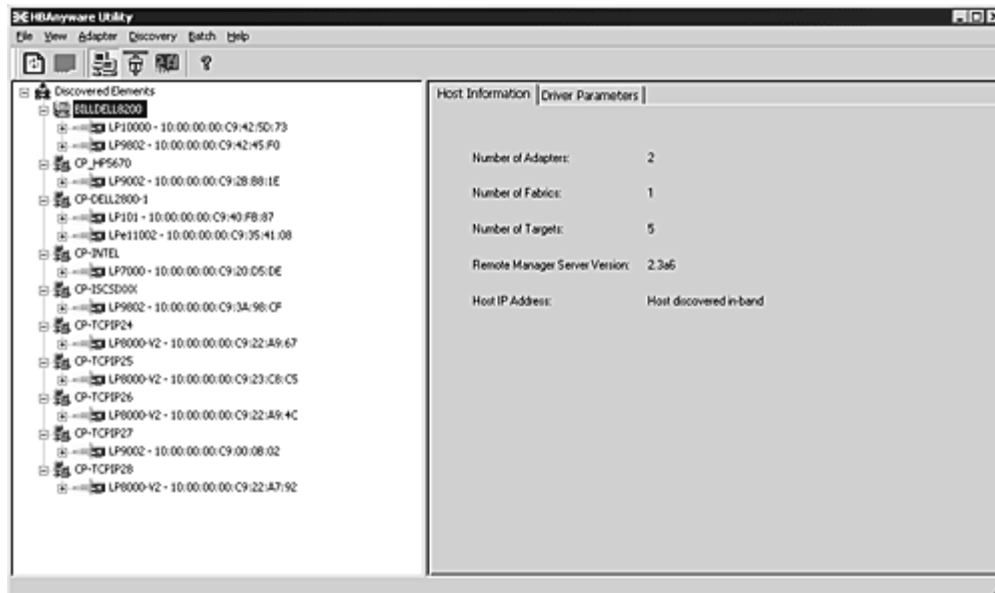 HBAnyware Utility
File View Adapter Discovery Batch Help
Discovered Elements
BILLDELL8200
LP10000 - 10:00:00:00:C9:42:5D:73
LP9802 - 10:00:00:00:C9:42:45:F0
CP_HP5670
LP9002 - 10:00:00:00:C9:28:B8:1E
CP-DELL2800-1
LP101 - 10:00:00:00:C9:40:FB:87
LPe11002 - 10:00:00:00:C9:35:41:08
CP-INTEL
LP7000 - 10:00:00:00:C9:20:D5:DE
LP9802 - 10:00:00:00:C9:3A:98:CF
CP-TCPIP24
LP8000-V2 - 10:00:00:00:C9:22:A9:67
CP-TCPIP25
LP8000-V2 - 10:00:00:00:C9:23:C8:C5
CP-TCPIP26
LP8000-V2 - 10:00:00:00:C9:22:A9:4C
CP-TCPIP27
LP9002 - 10:00:00:00:C9:00:08:02
CP-TCPIP28
LP8000-V2 - 10:00:00:00:C9:22:A7:92
Host Information Driver Parameters
Number of Adapters: 2
Number of Fabrics: 1
Number of Targets: 5
Remote Manager Server Version: 2.3a6
Host IP Address: Host discovered in-band